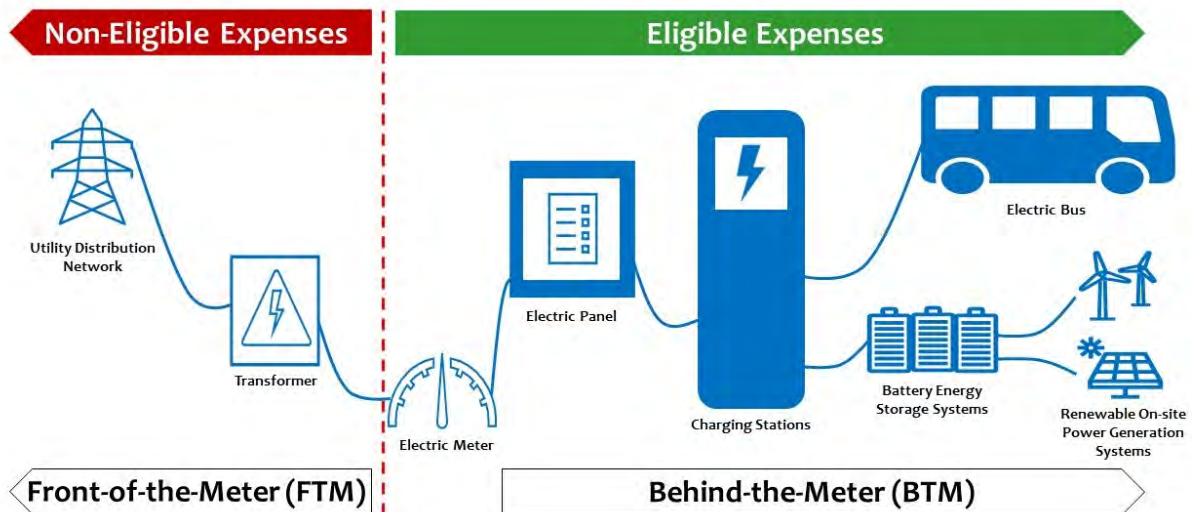 Non-Eligible Expenses
Eligible Expenses
Utility Distribution
Network
Transformer
Electric Meter
Electric Panel
Charging Stations
Electric Bus
Battery Energy
Storage Systems
Renewable On-site
Power Generation
Systems
Front-of-the-Meter (FTM)
Behind-the-Meter (BTM)